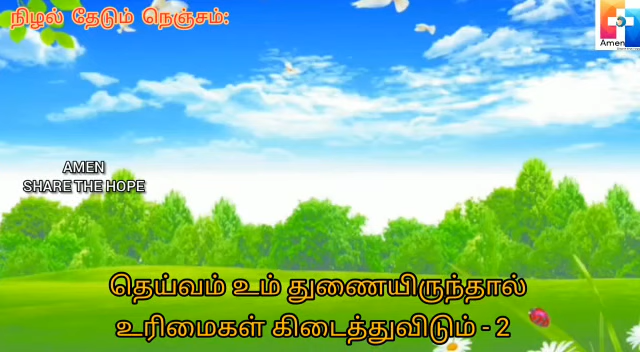 நிழல் தேடும் நெஞ்சம்:
Amen
AMEN
SHARE THE HOPE
தெய்வம் உம் துணையிருந்தால்
உரிமைகள் கிடைத்துவிடும் - 2